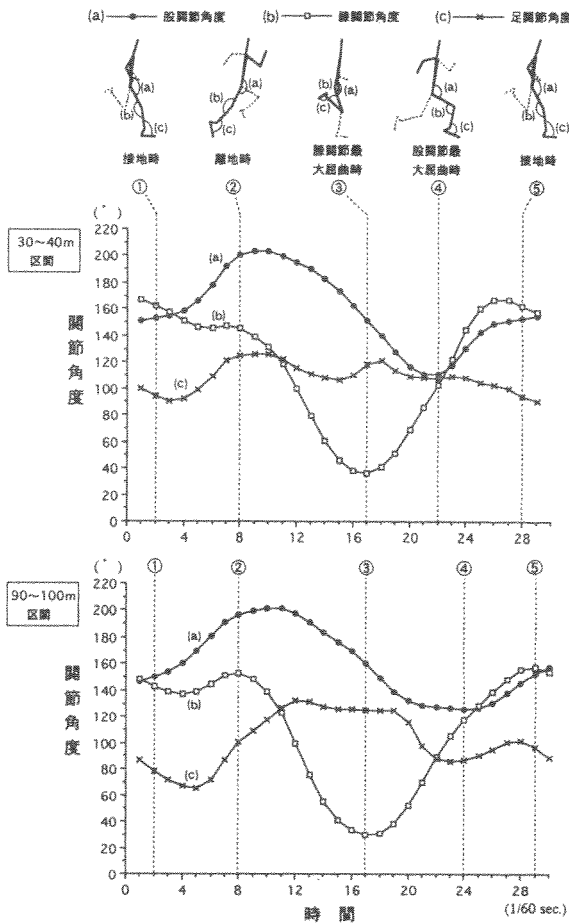 (a) 股関節角度 (b) 膝関節角度 (c) 足関節角度
(a) (b) (c)
(a) (b) (c)
(a) (b) (c)
(a) (b) (c)
(a) (b) (c)
接地時 離地時 膝関節最大屈曲時 股関節最大屈曲時 接地時
① ② ③ ④ ⑤
30～40m
区間
(°)
220
200
180
160
140
120
100
80
60
40
20
0
関節角度
(a)
(b)
(c)
0 4 8 12 16 20 24 28
90～100m
区間
(°)
① ② ③ ④ ⑤
220
200
180
160
140
120
100
80
60
40
20
0
関節角度
(a)
(b)
(c)
0 4 8 12 16 20 24 28
時間
(1/60 sec.)